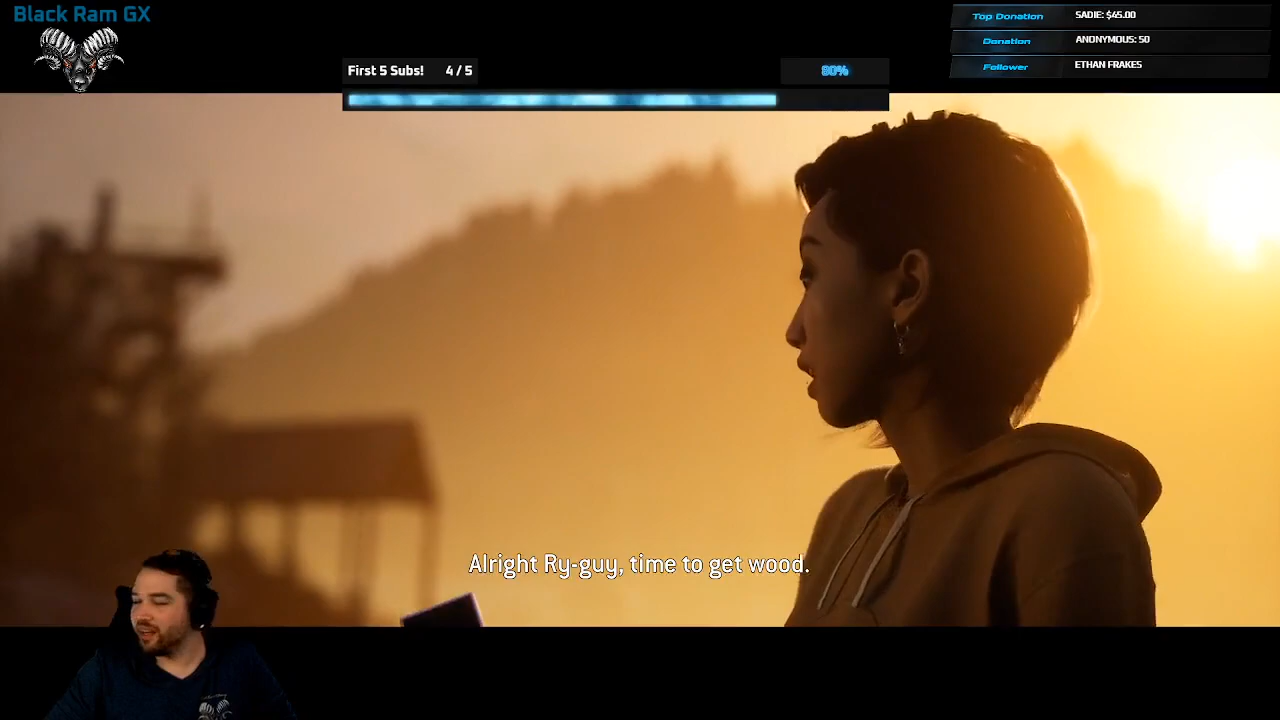 Black Ram GX
Top Donation SADIE: $45.00
Donation ANONYMOUS: 50
Follower ETHAN FRAKES
First 5 Subs! 4 / 5 80%
Alright Ry-guy, time to get wood.